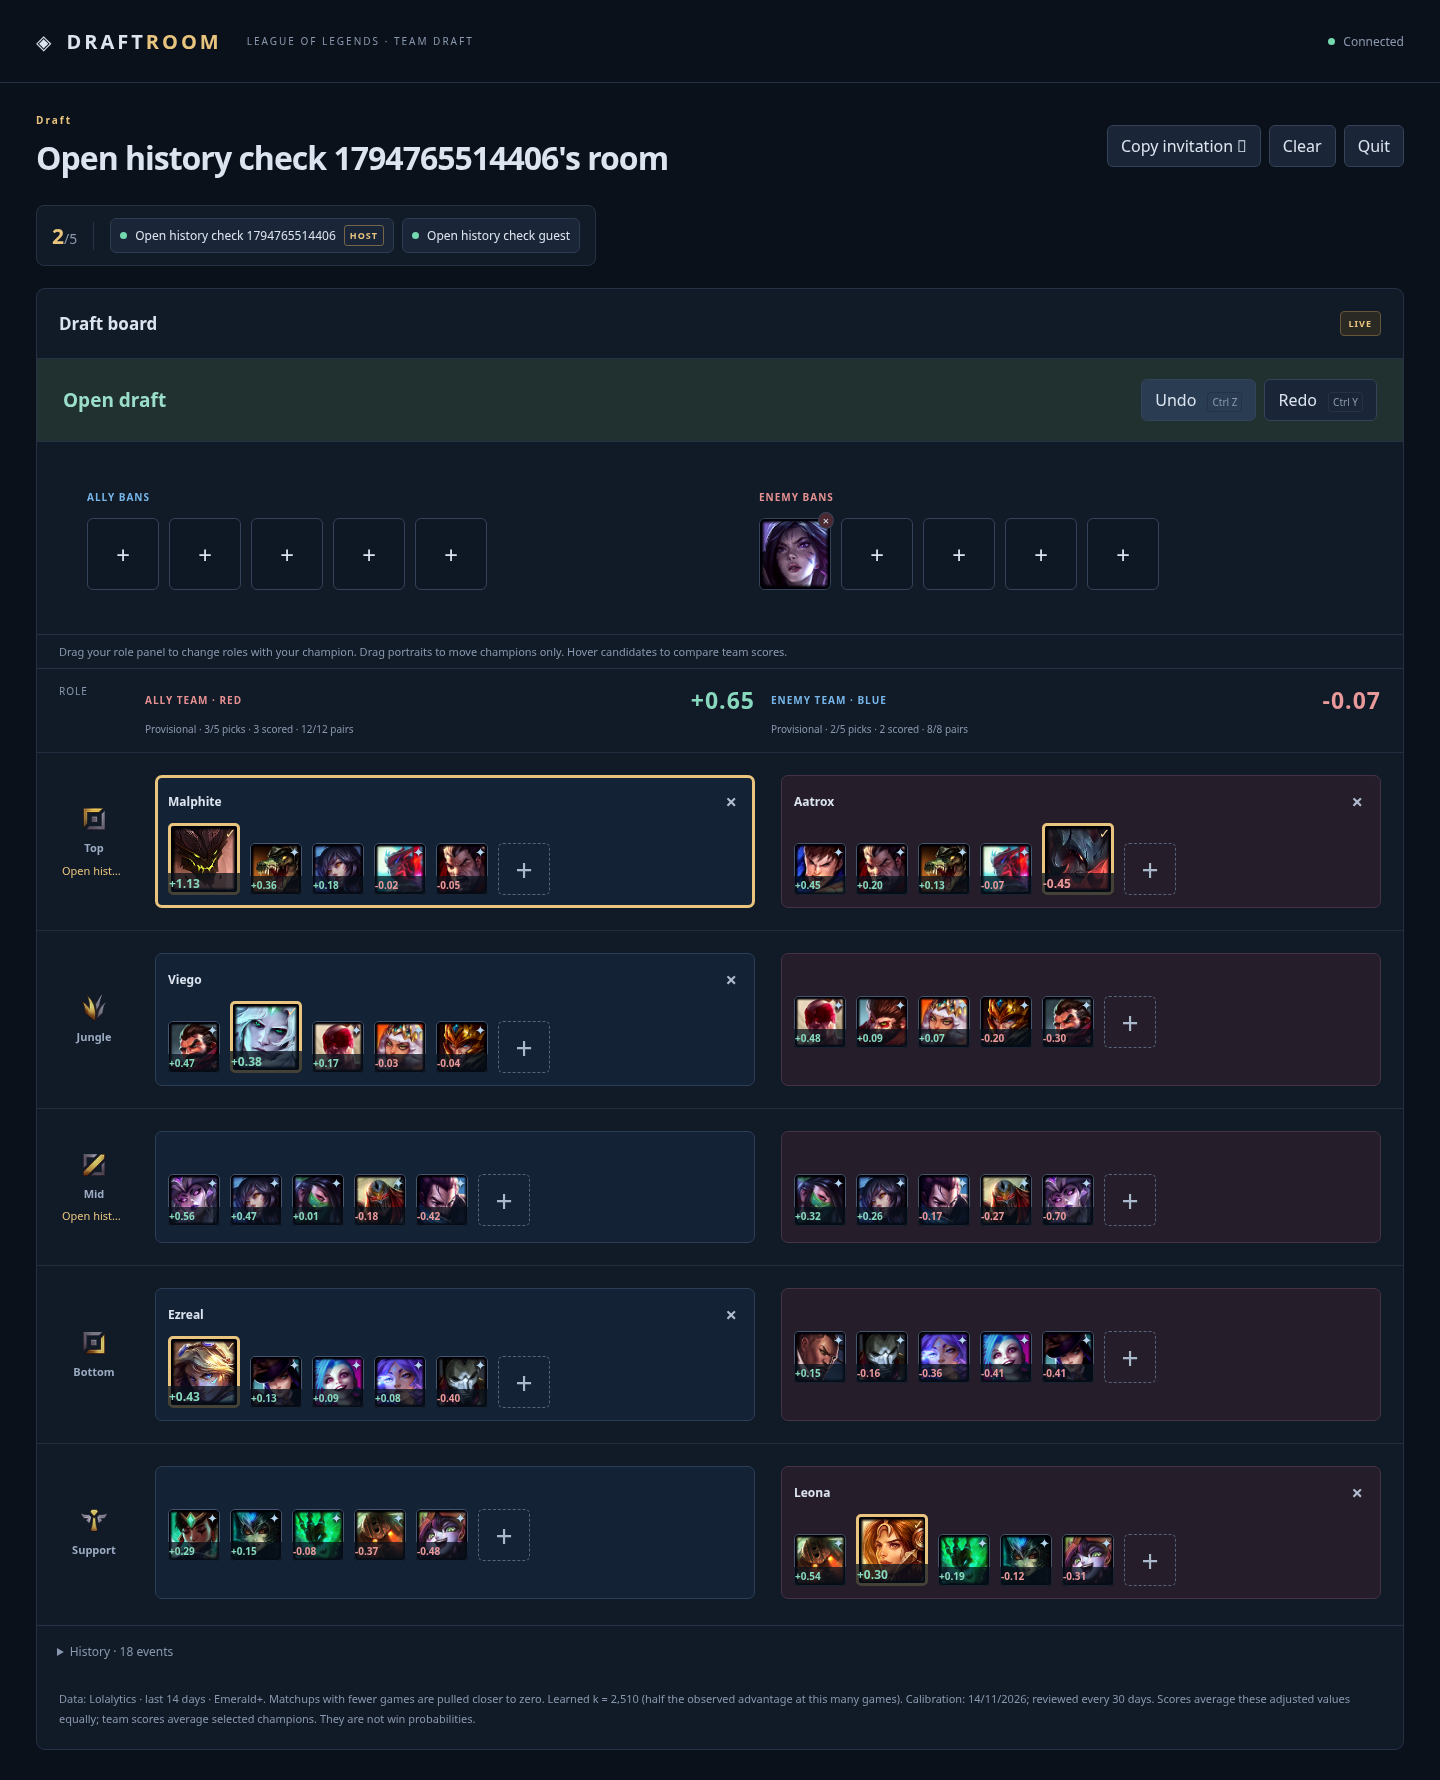 ◈ DRAFTROOM LEAGUE OF LEGENDS · TEAM DRAFT
Connected
Draft
Open history check 1794765514406's room
Copy invitation
Clear
Quit
2/5
Open history check 1794765514406 HOST
Open history check guest
Draft board
LIVE
Open draft
Undo Ctrl Z
Redo Ctrl Y
ALLY BANS
+ + + + +
ENEMY BANS
×
+ + + +
Drag your role panel to change roles with your champion. Drag portraits to move champions only. Hover candidates to compare team scores.
ROLE
ALLY TEAM · RED +0.65
Provisional · 3/5 picks · 3 scored · 12/12 pairs
ENEMY TEAM · BLUE -0.07
Provisional · 2/5 picks · 2 scored · 8/8 pairs
Top
Open hist...
Malphite ×
+1.13 +0.36 +0.18 -0.02 -0.05 +
Aatrox ×
+0.45 +0.20 +0.13 -0.07 -0.45 +
Jungle
Viego ×
+0.47 +0.38 +0.17 -0.03 -0.04 +
+0.48 +0.09 +0.07 -0.20 -0.30 +
Mid
Open hist...
+0.56 +0.47 +0.01 -0.18 -0.42 +
+0.32 +0.26 -0.17 -0.27 -0.70 +
Bottom
Ezreal ×
+0.43 +0.13 +0.09 +0.08 -0.40 +
+0.15 -0.16 -0.36 -0.41 -0.41 +
Support
+0.29 +0.15 -0.08 -0.37 -0.48 +
Leona ×
+0.54 +0.30 +0.19 -0.12 -0.31 +
▶ History · 18 events
Data: Lolalytics · last 14 days · Emerald+. Matchups with fewer games are pulled closer to zero. Learned k = 2,510 (half the observed advantage at this many games). Calibration: 14/11/2026; reviewed every 30 days. Scores average these adjusted values
equally; team scores average selected champions. They are not win probabilities.